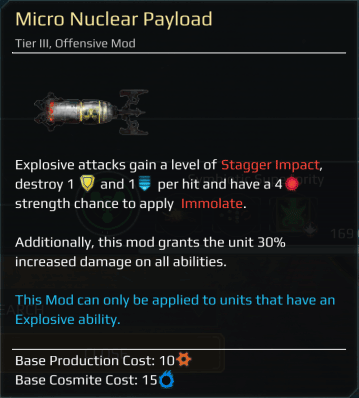 Micro Nuclear Payload
Tier III, Offensive Mod
Explosive attacks gain a level of Stagger Impact,
destroy 1 and 1 per hit and have a 4
strength chance to apply Immolate.
Additionally, this mod grants the unit 30%
increased damage on all abilities.
This Mod can only be applied to units that have an
Explosive ability.
Base Production Cost: 10
Base Cosmite Cost: 15